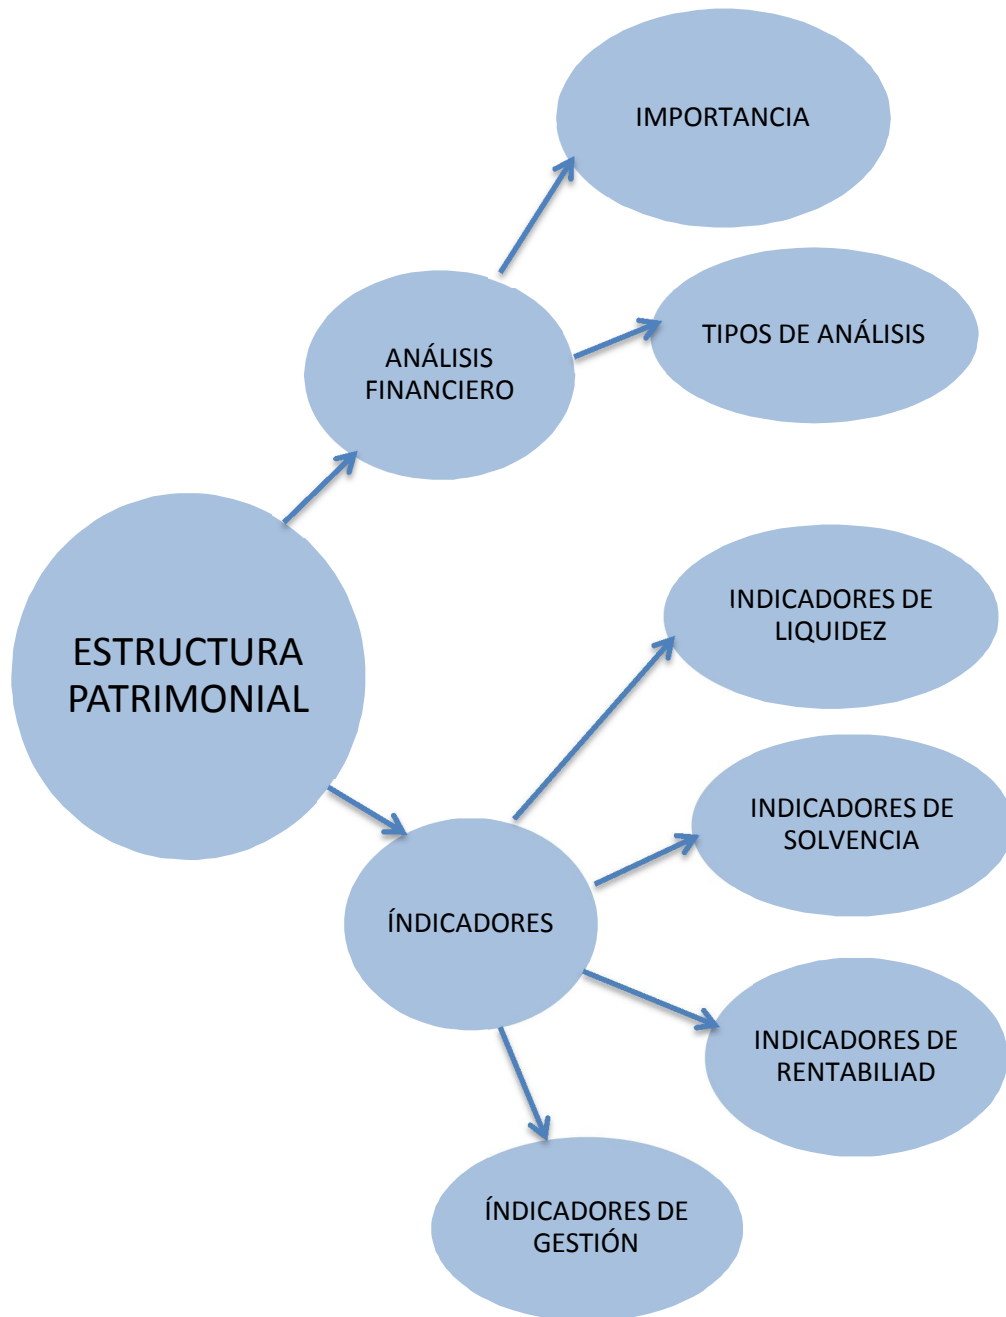 IMPORTANCIA
TIPOS DE ANÁLISIS
ANÁLISIS
FINANCIERO
ESTRUCTURA
PATRIMONIAL
INDICADORES DE
LIQUIDEZ
INDICADORES DE
SOLVENCIA
ÍNDICADORES
INDICADORES DE
RENTABILIAD
ÍNDICADORES DE
GESTIÓN